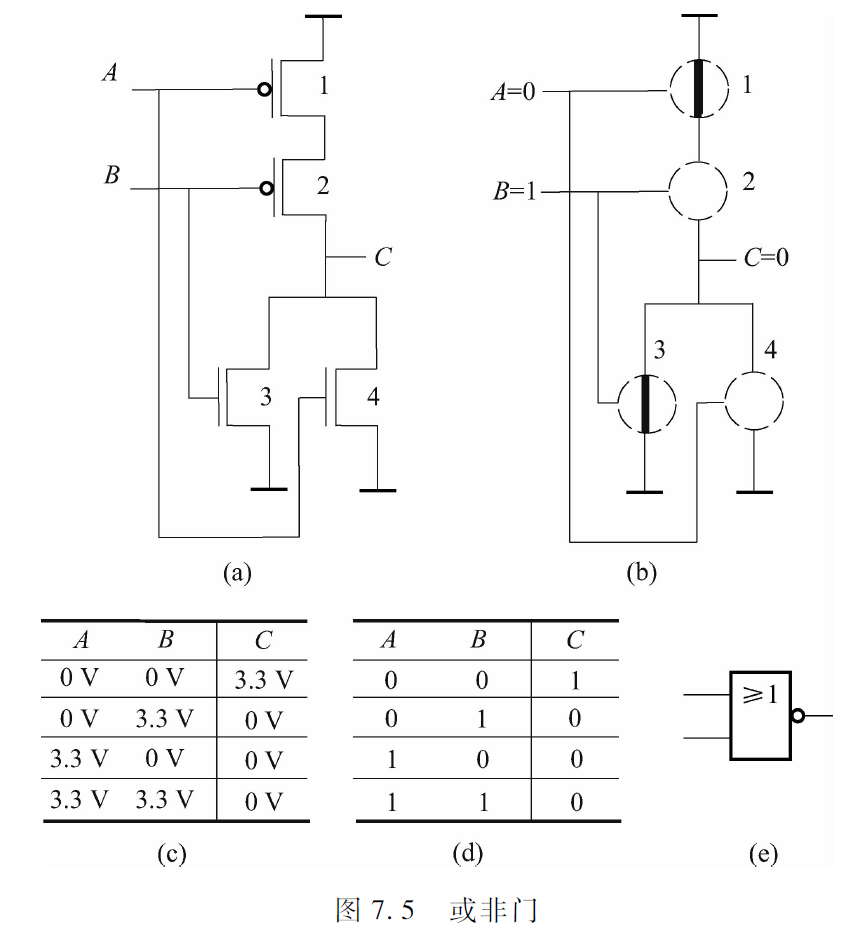 A
1
B
2
C
3
4
(a)
A=0
1
B=1
2
C=0
3
4
(b)
A B C
0 V 0 V 3.3 V
0 V 3.3 V 0 V
3.3 V 0 V 0 V
3.3 V 3.3 V 0 V
(c)
A B C
0 0 1
0 1 0
1 0 0
1 1 0
(d)
⩾1
(e)
图 7.5 或非门